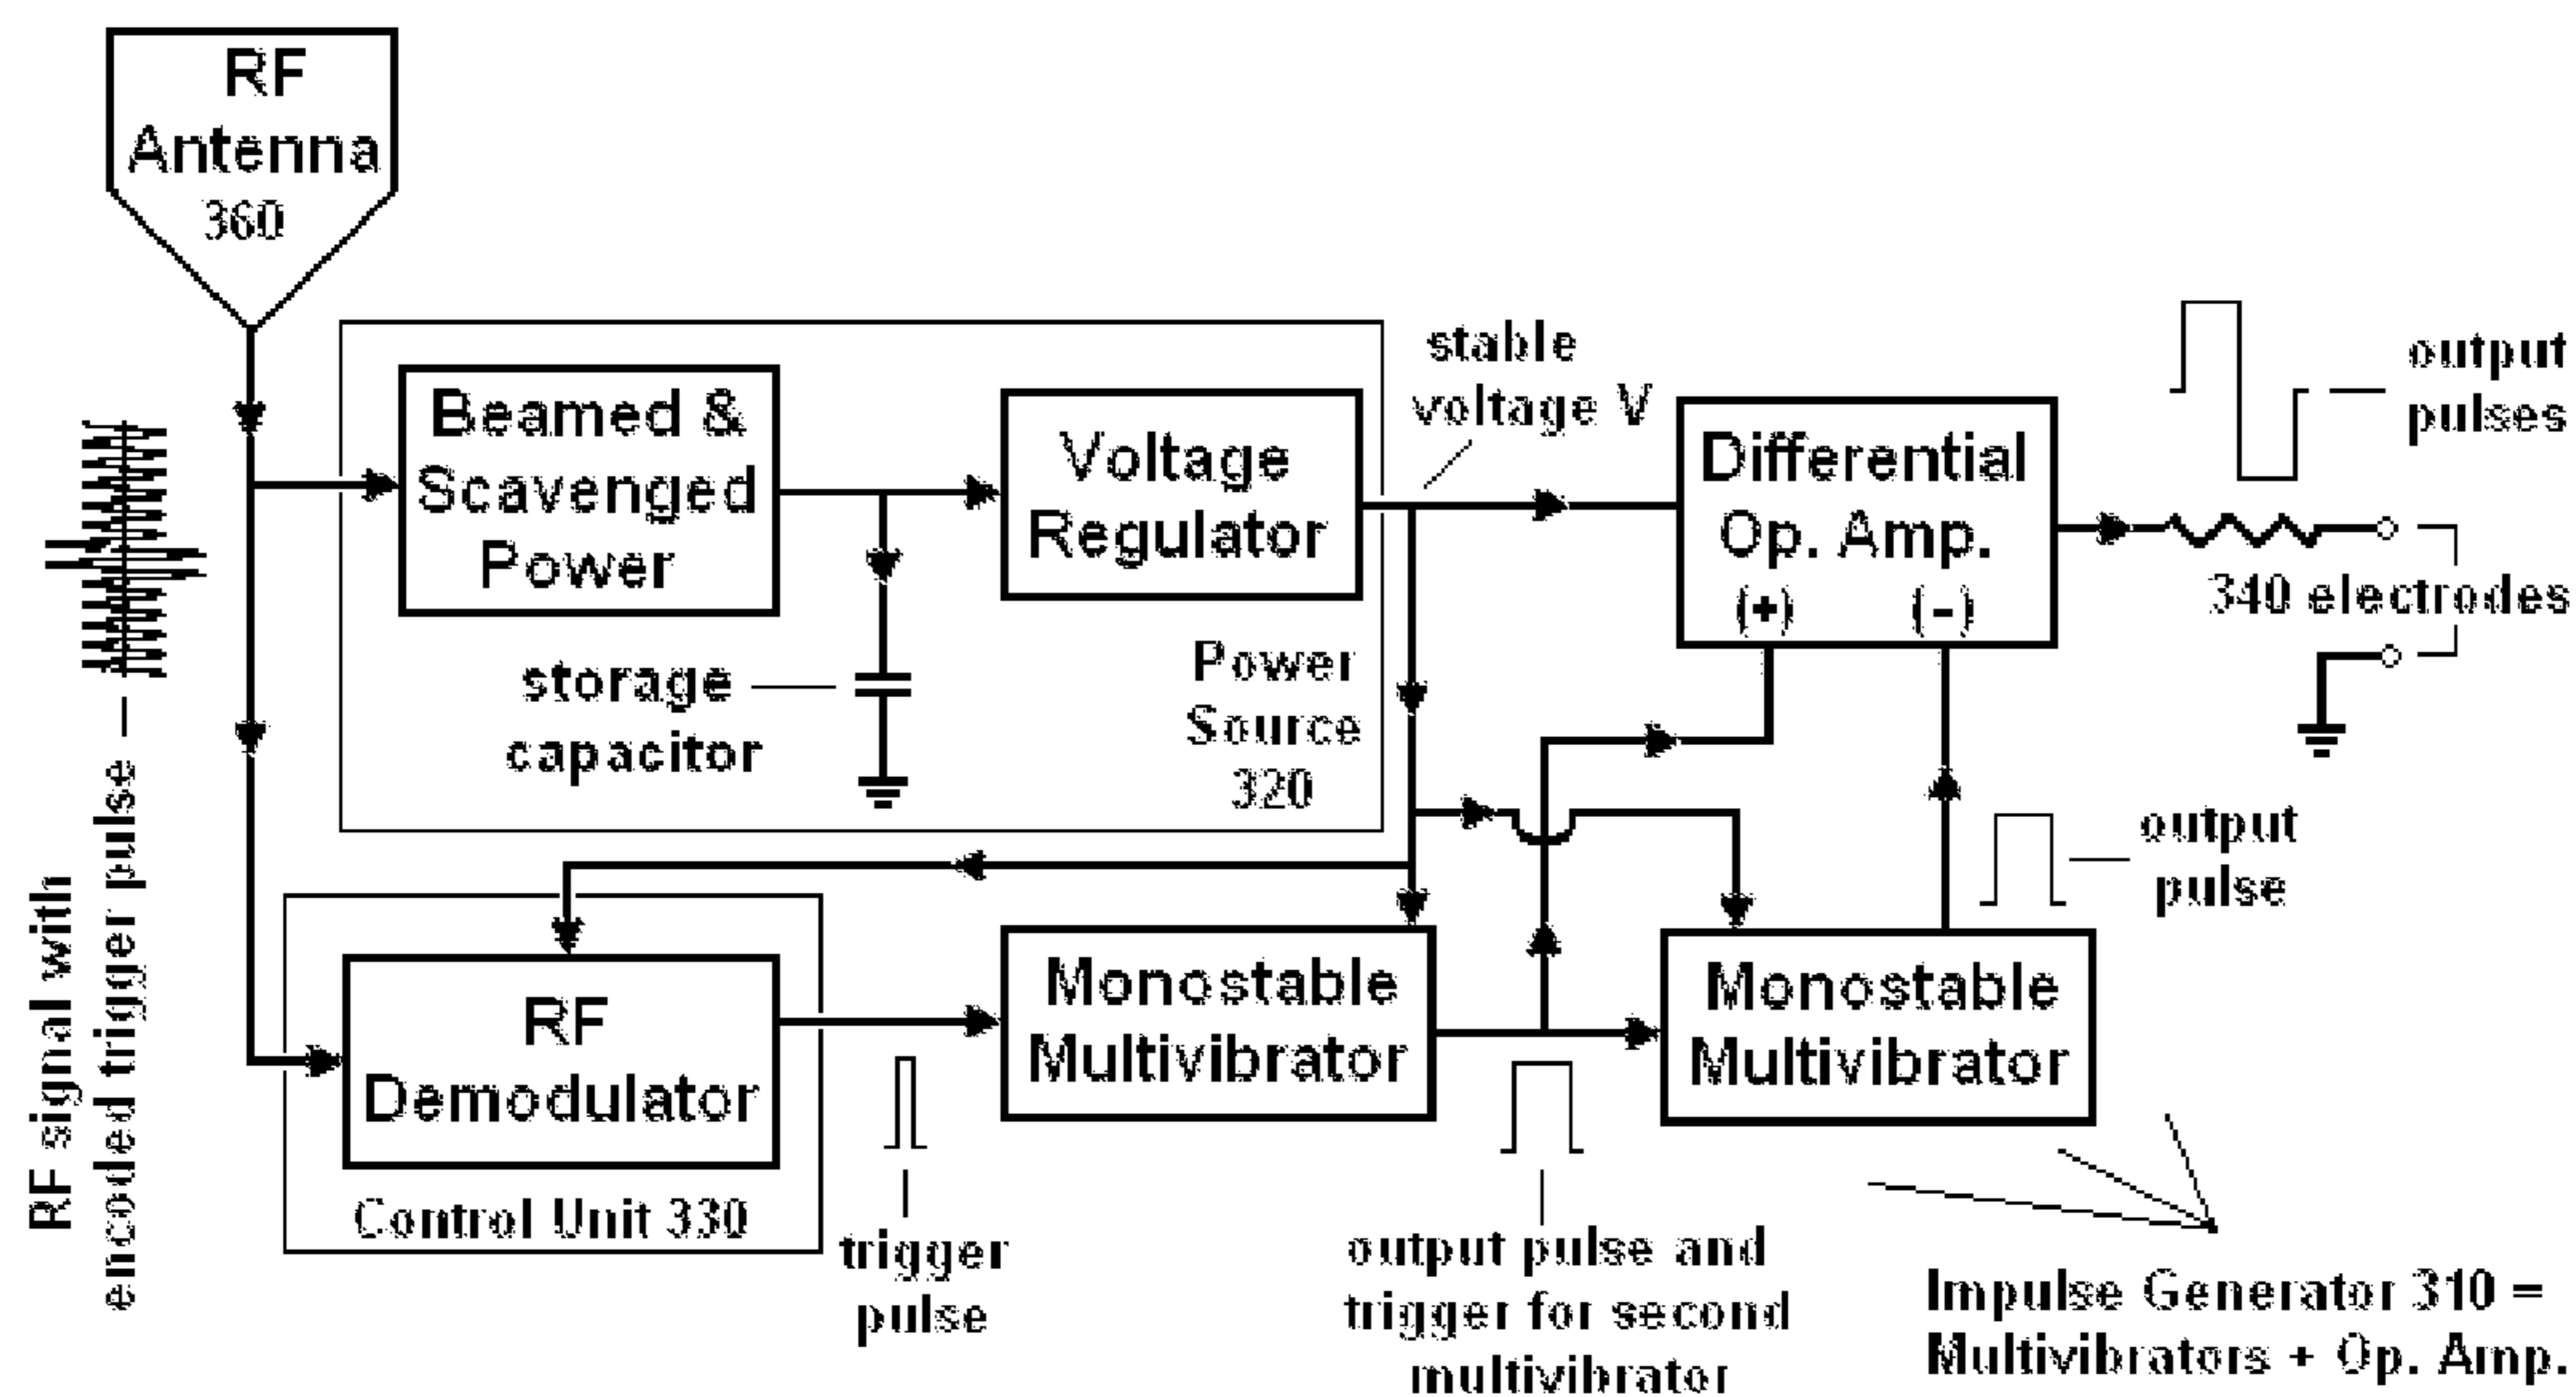 RF
Antenna
360
RF signal with
encoded trigger pulse
Beamed &
Scavenged
Power
Voltage
Regulator
storage
capacitor
Power
Source
320
stable
voltage V
Differential
Op. Amp.
(+) (-)
output
pulses
340 electrodes
output
pulse
RF
Demodulator
Control Unit 330
trigger
pulse
Monostable
Multivibrator
output pulse and
trigger for second
multivibrator
Monostable
Multivibrator
Impulse Generator 310 =
Multivibrators + Op. Amp.